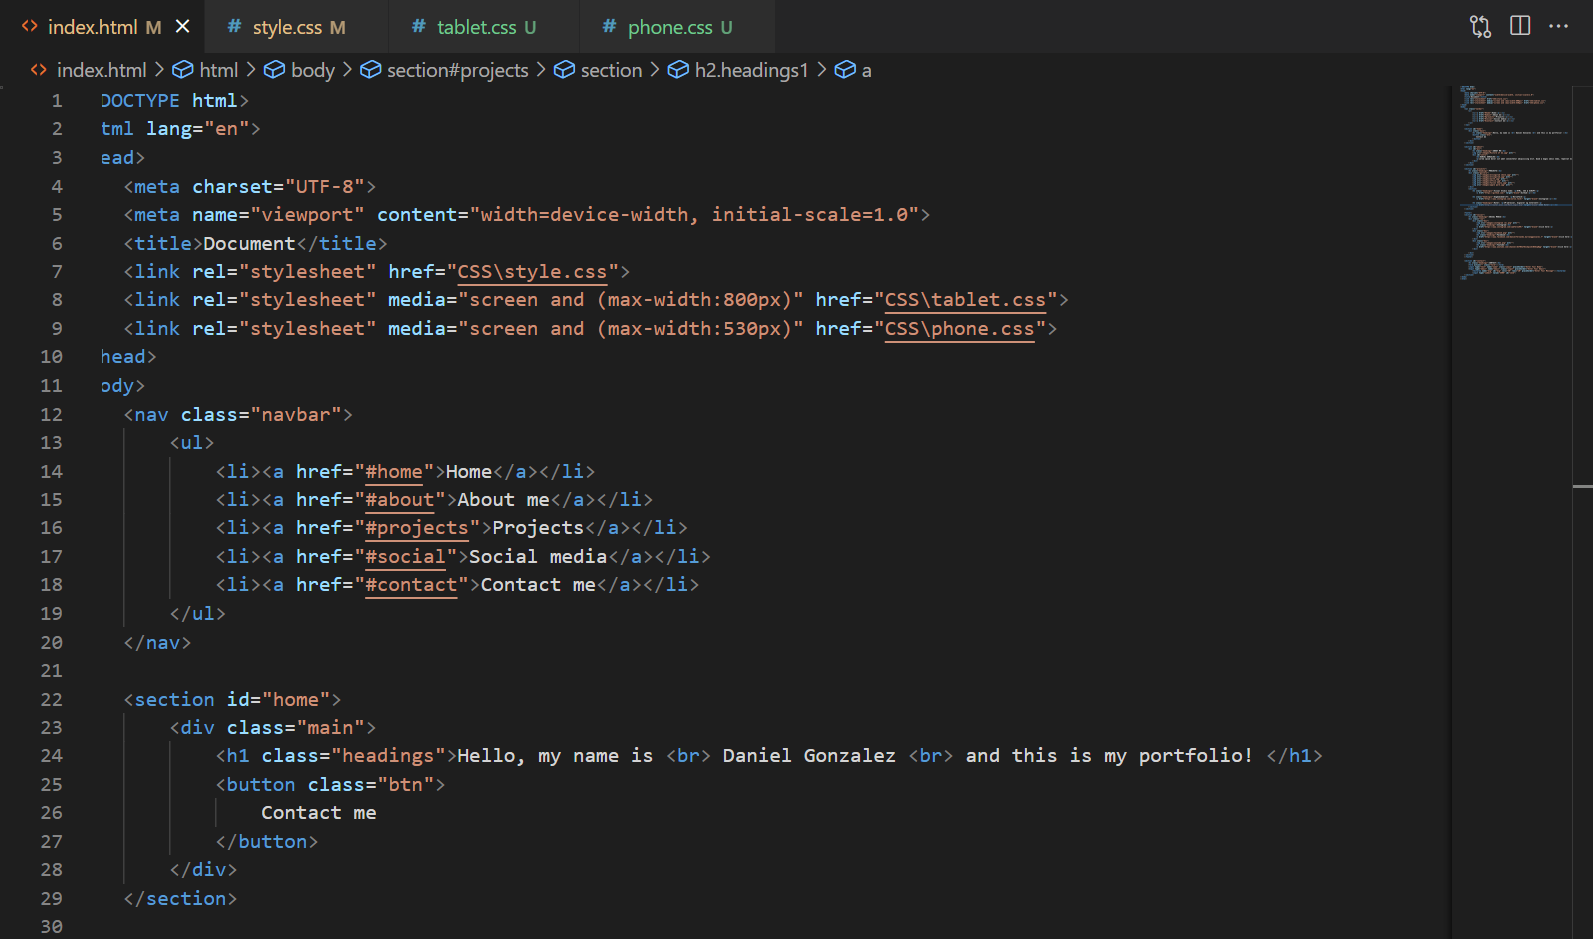 index.html M style.css M tablet.css U phone.css U
index.html > html > body > section#projects > section > h2.headings1 > a
1 DOCTYPE html>
2 tml lang="en">
3 ead>
4 <meta charset="UTF-8">
5 <meta name="viewport" content="width=device-width, initial-scale=1.0">
6 <title>Document</title>
7 <link rel="stylesheet" href="CSS\style.css">
8 <link rel="stylesheet" media="screen and (max-width:800px)" href="CSS\tablet.css">
9 <link rel="stylesheet" media="screen and (max-width:530px)" href="CSS\phone.css">
10 head>
11 ody>
12 <nav class="navbar">
13 <ul>
14 <li><a href="#home">Home</a></li>
15 <li><a href="#about">About me</a></li>
16 <li><a href="#projects">Projects</a></li>
17 <li><a href="#social">Social media</a></li>
18 <li><a href="#contact">Contact me</a></li>
19 </ul>
20 </nav>
21
22 <section id="home">
23 <div class="main">
24 <h1 class="headings">Hello, my name is <br> Daniel Gonzalez <br> and this is my portfolio! </h1>
25 <button class="btn">
26 Contact me
27 </button>
28 </div>
29 </section>
30